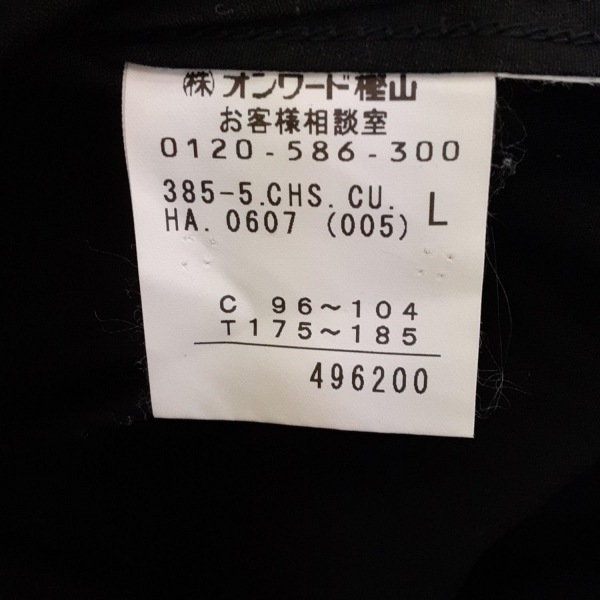 ㈱オンワード樫山
お客様相談室
0120-586-300
385-5.CHS.CU. L
HA.0607 (005)
C 96~104
T175~185
496200